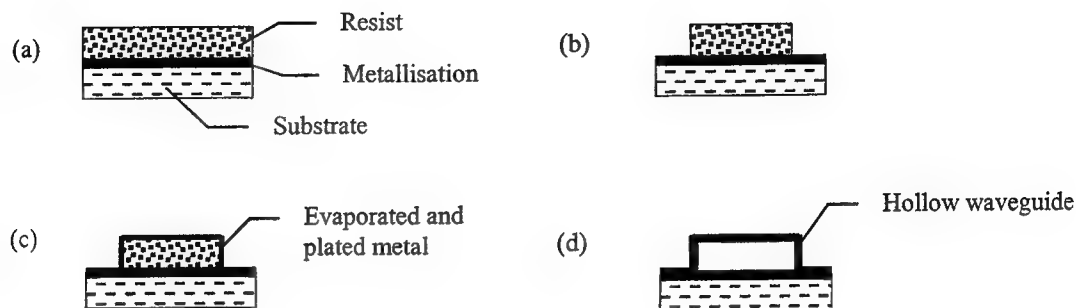 (a)
Resist
Metallisation
Substrate
(b)
(c)
Evaporated and
plated metal
(d)
Hollow waveguide